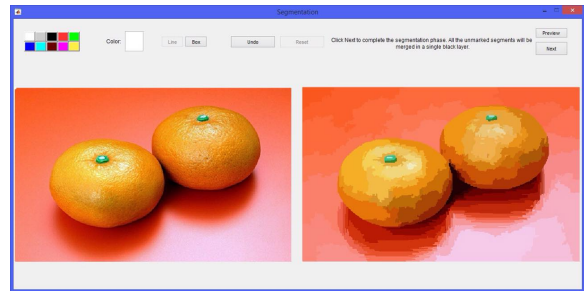 Segmentation
Color:
Line
Box
Undo
Reset
Click Next to complete the segmentation phase. All the unmarked segments will be
merged in a single black layer.
Preview
Next